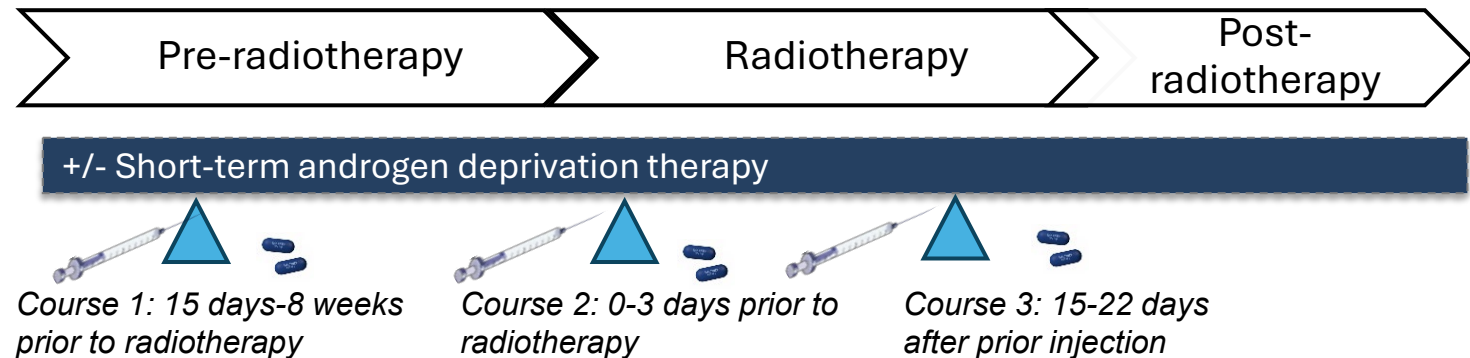 Pre-radiotherapy
Radiotherapy
Post-
radiotherapy
+/- Short-term androgen deprivation therapy
Course 1: 15 days-8 weeks
prior to radiotherapy
Course 2: 0-3 days prior to
radiotherapy
Course 3: 15-22 days
after prior injection